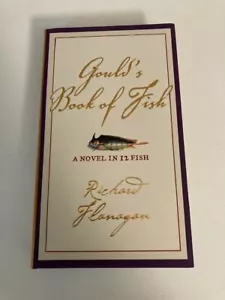 Gould's
Book of Fish
A NOVEL IN 12 FISH
Richard
Flanagan